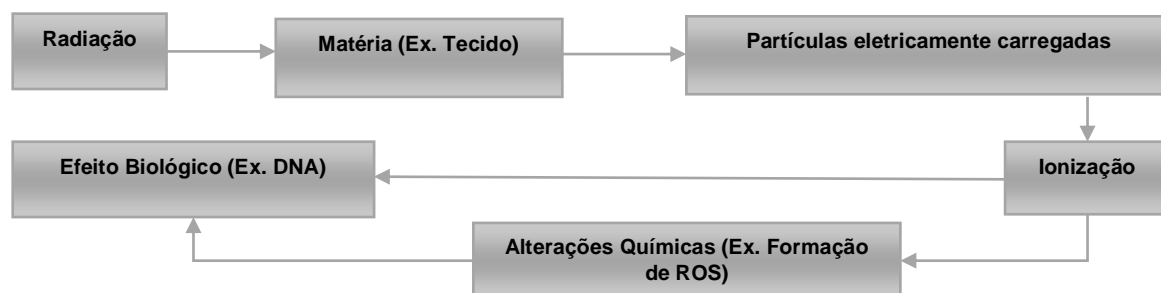 Radiação
Matéria (Ex. Tecido)
Partículas eletricamente carregadas
Efeito Biológico (Ex. DNA)
Ionização
Alterações Químicas (Ex. Formação
de ROS)